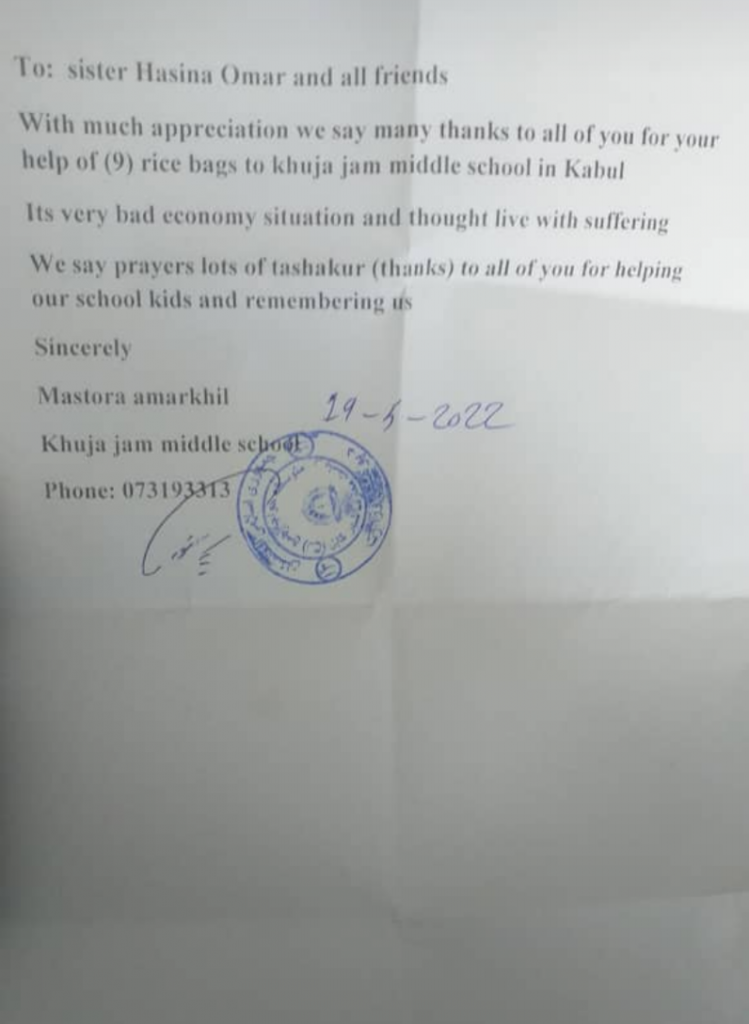 To: sister Hasina Omar and all friends
With much appreciation we say many thanks to all of you for your
help of (9) rice bags to khuja jam middle school in Kabul
Its very bad economy situation and thought live with suffering
We say prayers lots of tashakur (thanks) to all of you for helping
our school kids and remembering us
Sincerely
Mastora amarkhil
19-5-2022
Khuja jam middle school
Phone: 073193313